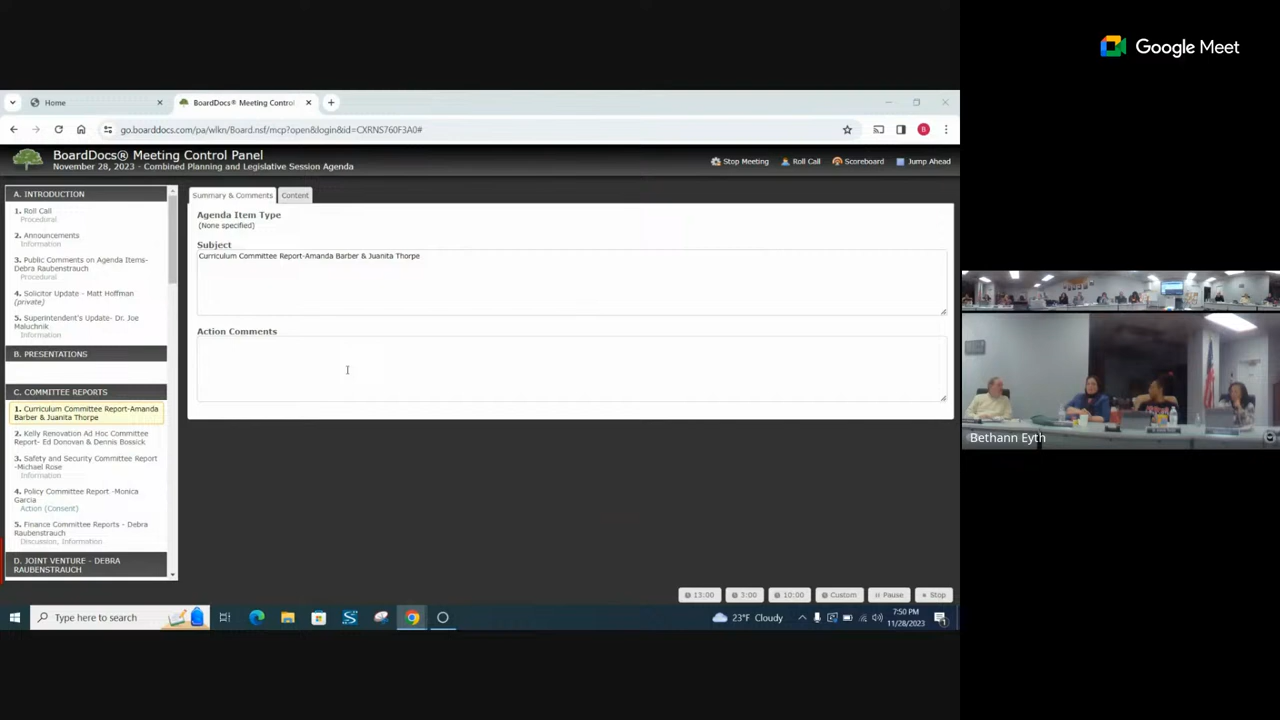 Google Meet
Home
BoardDocs® Meeting Control
go.boarddocs.com/pa/wlkn/Board.nsf/mcp?open&login&id=CXRNS760F3A0#
B
BoardDocs® Meeting Control Panel
November 28, 2023 - Combined Planning and Legislative Session Agenda
Stop Meeting
Roll Call
Scoreboard
Jump Ahead
A. INTRODUCTION
1. Roll Call
Procedural
2. Announcements
Information
3. Public Comments on Agenda Items-
Debra Raubenstrauch
Procedural
4. Solicitor Update - Matt Hoffman
(private)
5. Superintendent's Update- Dr. Joe
Maluchnik
Information
B. PRESENTATIONS
C. COMMITTEE REPORTS
1. Curriculum Committee Report-Amanda
Barber & Juanita Thorpe
2. Kelly Renovation Ad Hoc Committee
Report- Ed Donovan & Dennis Bossick
3. Safety and Security Committee Report
-Michael Rose
Information
4. Policy Committee Report -Monica
Garcia
Action (Consent)
5. Finance Committee Reports - Debra
Raubenstrauch
Discussion, Information
D. JOINT VENTURE - DEBRA
RAUBENSTRAUCH
Summary & Comments
Content
Agenda Item Type
(None specified)
Subject
Curriculum Committee Report-Amanda Barber & Juanita Thorpe
Action Comments
13:00
3:00
10:00
Custom
Pause
Stop
Bethann Eyth
Type here to search
23°F Cloudy
7:50 PM
11/28/2023
1